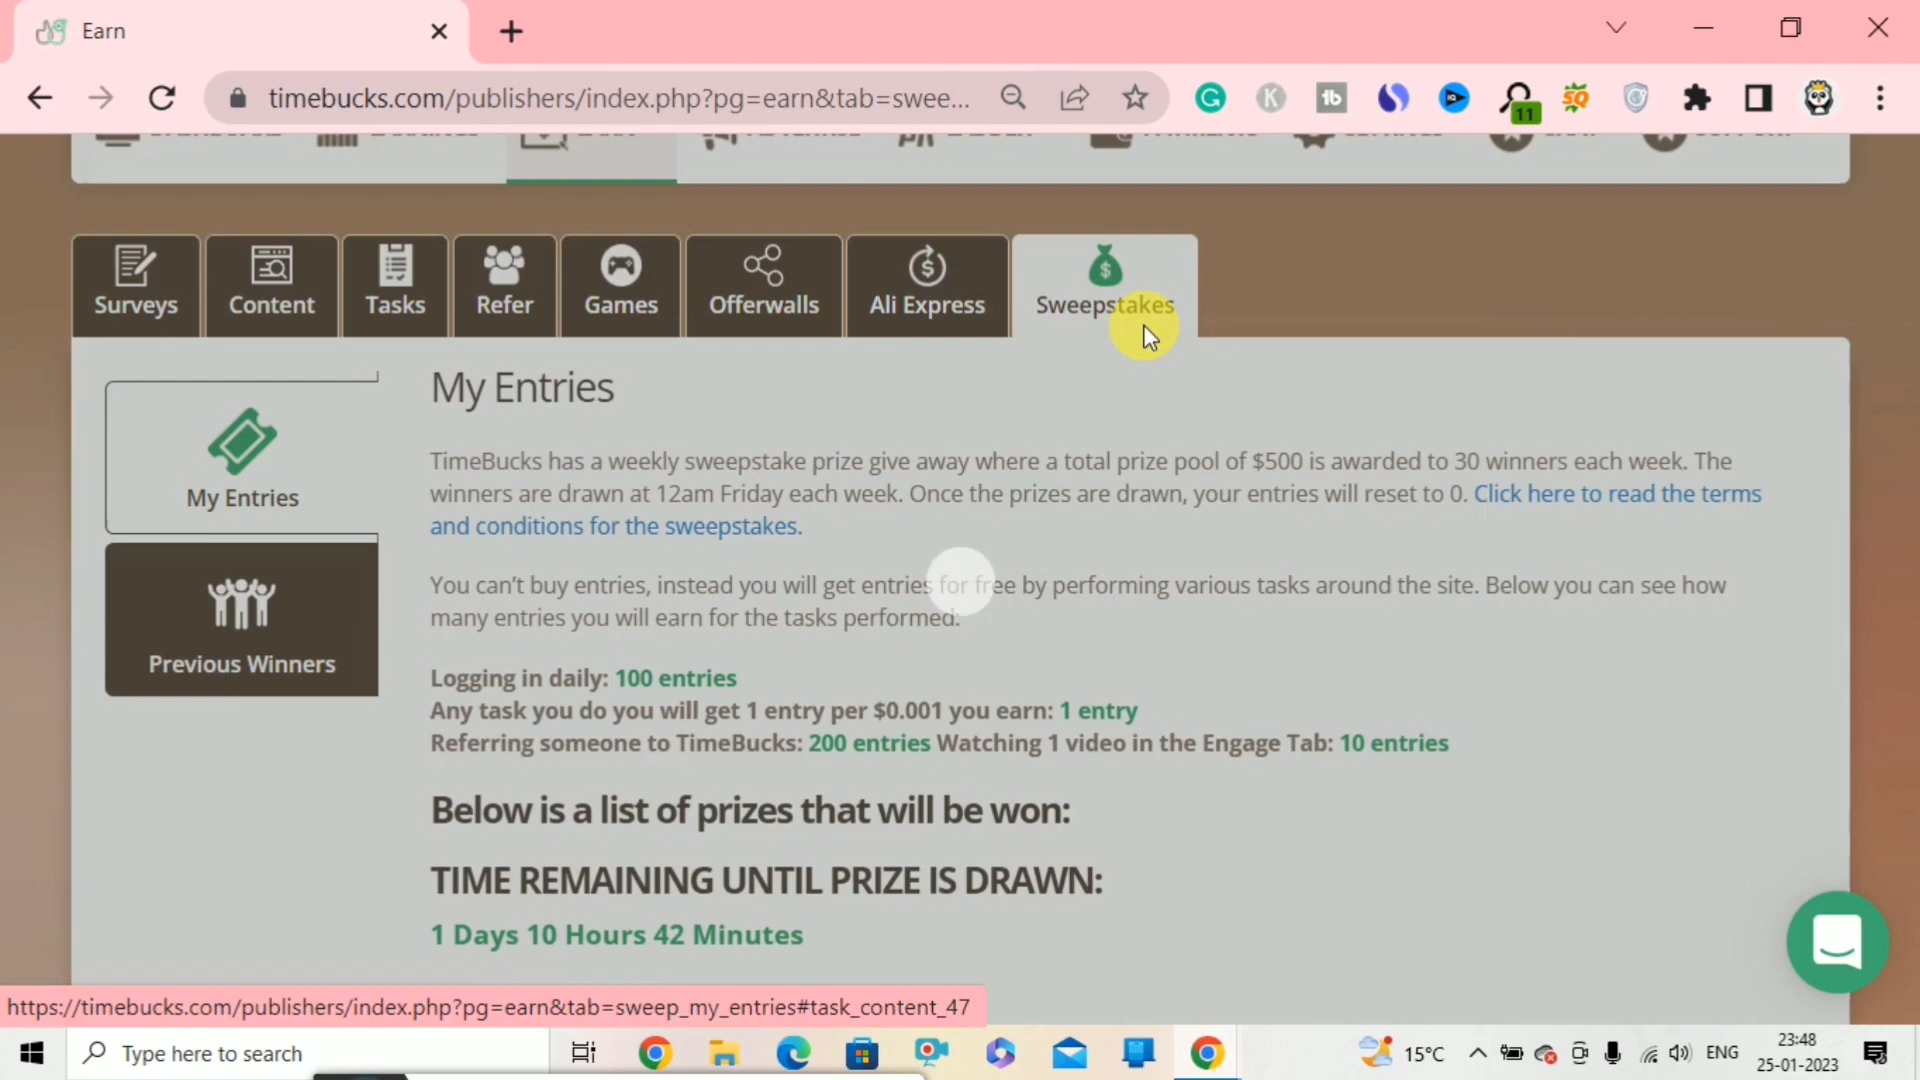 Earn
timebucks.com/publishers/index.php?pg=earn&tab=swee...
11
Surveys
Content
Tasks
Refer
Games
Offerwalls
Ali Express
Sweepstakes
My Entries
Previous Winners
My Entries
TimeBucks has a weekly sweepstake prize give away where a total prize pool of $500 is awarded to 30 winners each week. The
winners are drawn at 12am Friday each week. Once the prizes are drawn, your entries will reset to 0. Click here to read the terms
and conditions for the sweepstakes.
You can't buy entries, instead you will get entries for free by performing various tasks around the site. Below you can see how
many entries you will earn for the tasks performed.
Logging in daily: 100 entries
Any task you do you will get 1 entry per $0.001 you earn: 1 entry
Referring someone to TimeBucks: 200 entries Watching 1 video in the Engage Tab: 10 entries
Below is a list of prizes that will be won:
TIME REMAINING UNTIL PRIZE IS DRAWN:
1 Days 10 Hours 42 Minutes
https://timebucks.com/publishers/index.php?pg=earn&tab=sweep_my_entries#task_content_47
Type here to search
15°C
ENG
23:48
25-01-2023